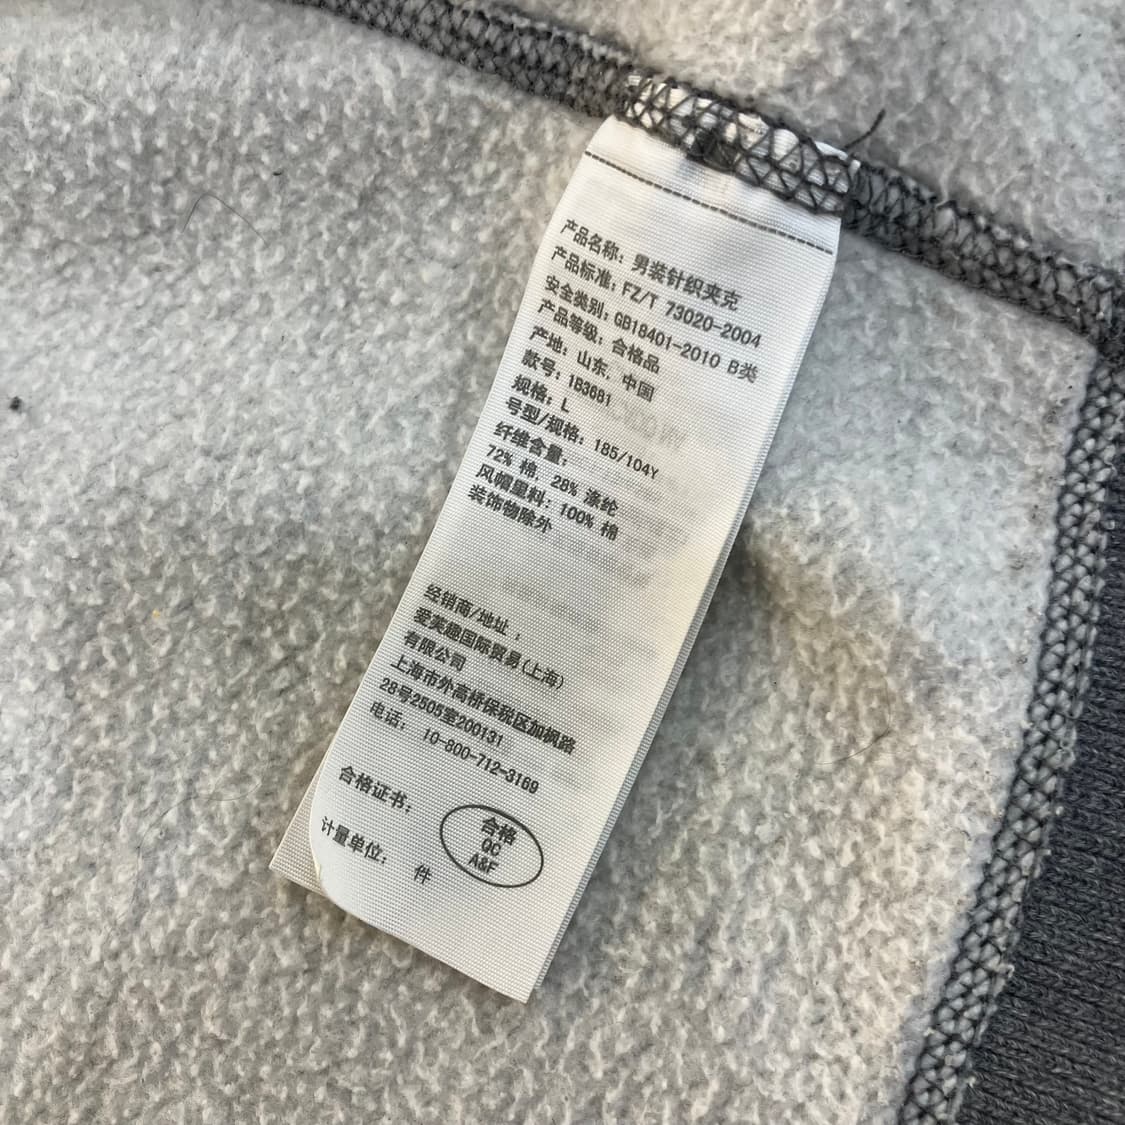 产品名称: 男装针织夹克
产品标准: FZ/T 73020-2004
安全类别: GB18401-2010 B类
产品等级: 合格品
产地: 山东, 中国
款号: 1B3681
规格: L
号型/规格: 185/104Y
纤维含量:
72% 棉, 28% 涤纶
风帽里料: 100% 棉
装饰物除外
经销商/地址:
爱芙趣国际贸易(上海)
有限公司
上海市外高桥保税区加枫路
28号2505室200131
电话: 10-800-712-3169
合格证书:
合格
QC
A&F
计量单位: 件